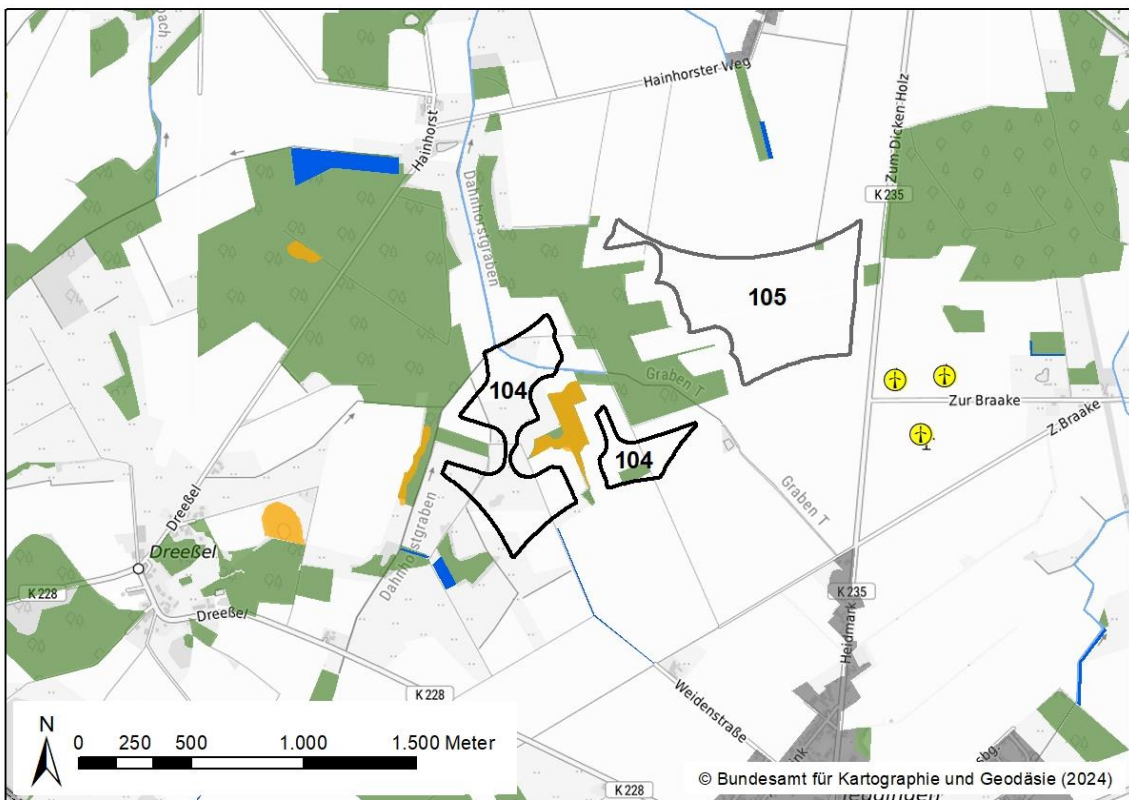 Hainhorster Weg
Hainhorst
Zum Dicken Holz
K 235
Dahnhorstgraben
105
104
Graben T
Zur Braake
Z.Braake
104
Graben T
Dreeßel
Dreeßel
Dahnhorstgraben
K 228
K 235
Dreeßel
Heidmark
K 228
Weidenstraße
N
0 250 500 1.000 1.500 Meter
K 228
© Bundesamt für Kartographie und Geodäsie (2024)